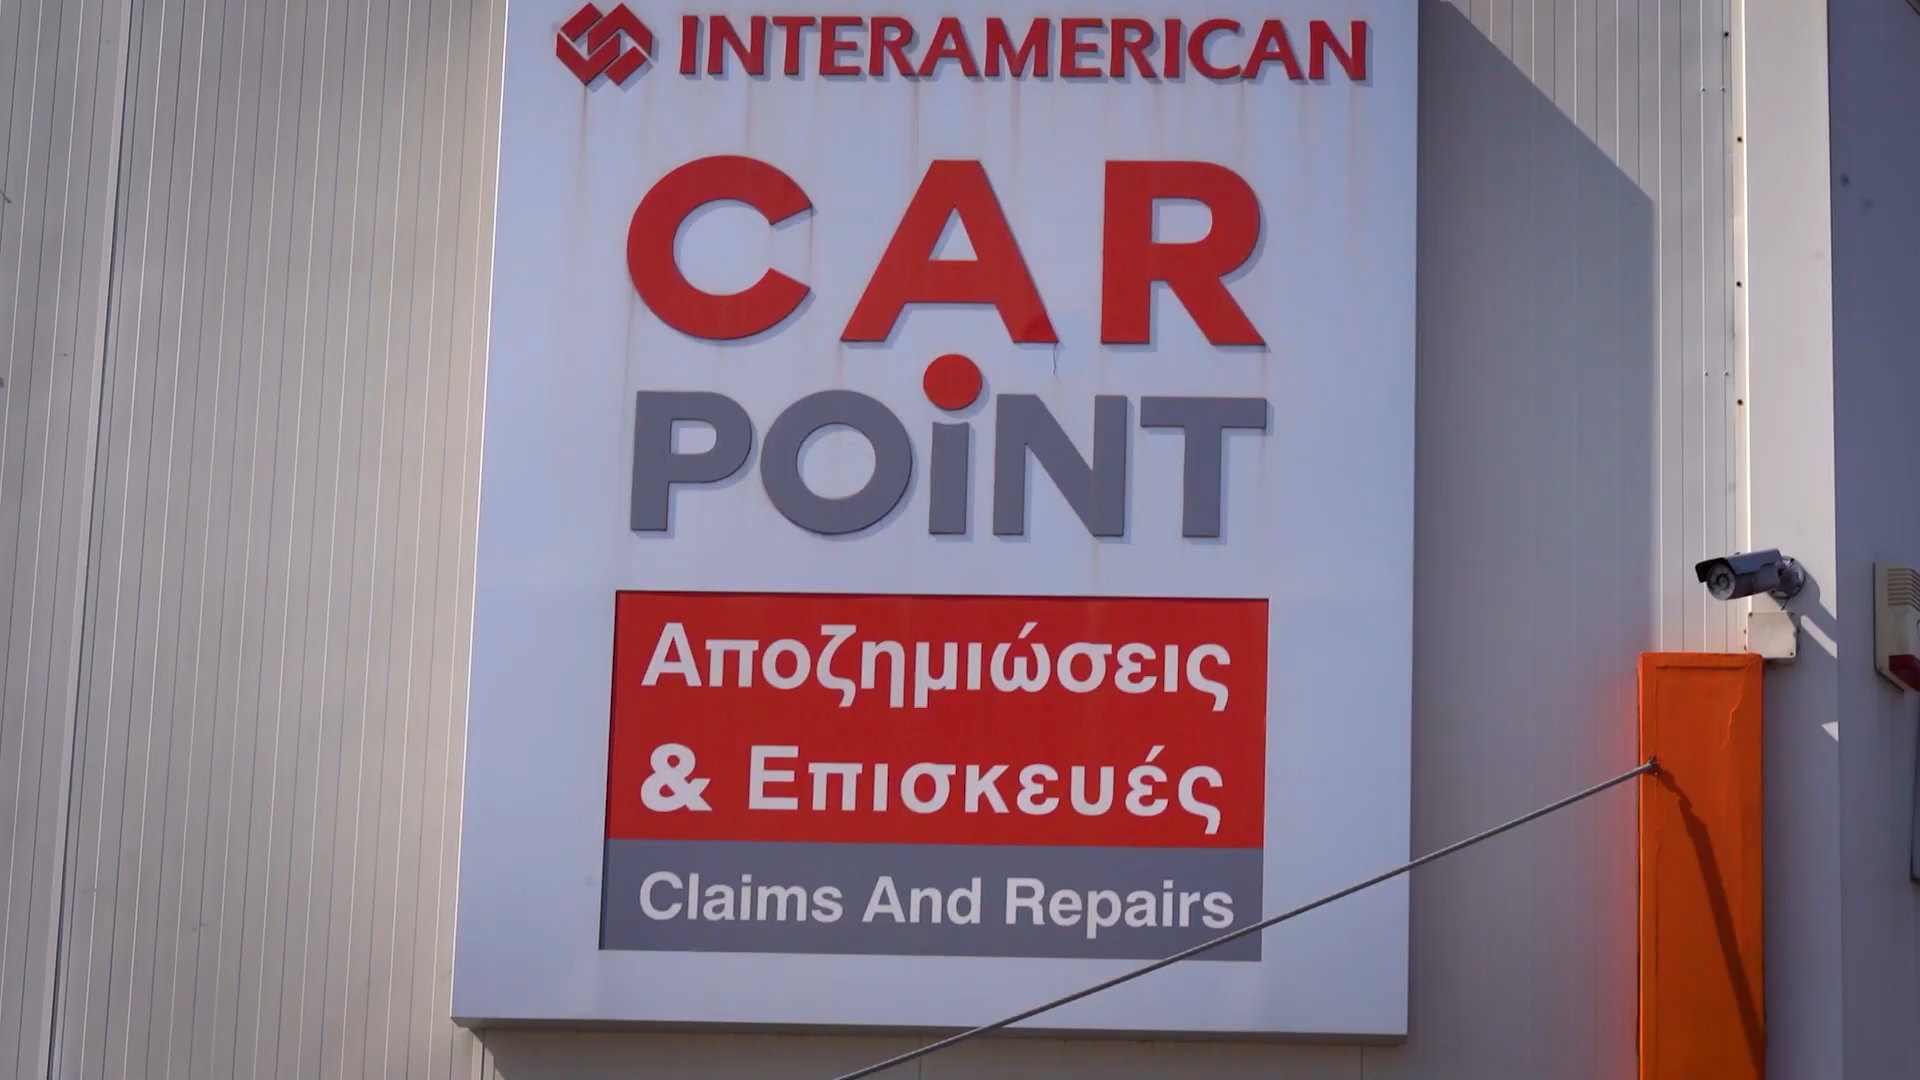 INTERAMERICAN
CAR
POiNT
Αποζημιώσεις
& Επισκευές
Claims And Repairs